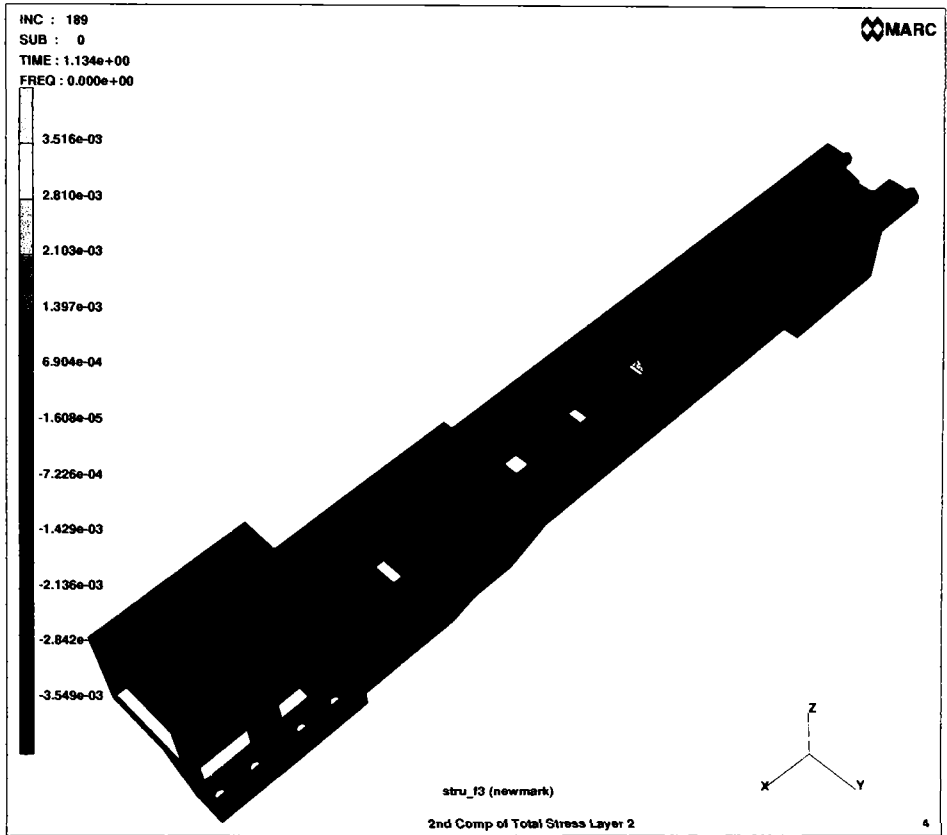 INC : 189
SUB : 0
TIME : 1.134e+00
FREQ : 0.000e+00
MARC
3.516e-03
2.810e-03
2.103e-03
1.397e-03
6.904e-04
-1.608e-05
-7.226e-04
-1.429e-03
-2.136e-03
-2.842e-
-3.549e-03
Z
X
Y
stru_f3 (newmark)
2nd Comp of Total Stress Layer 2
4